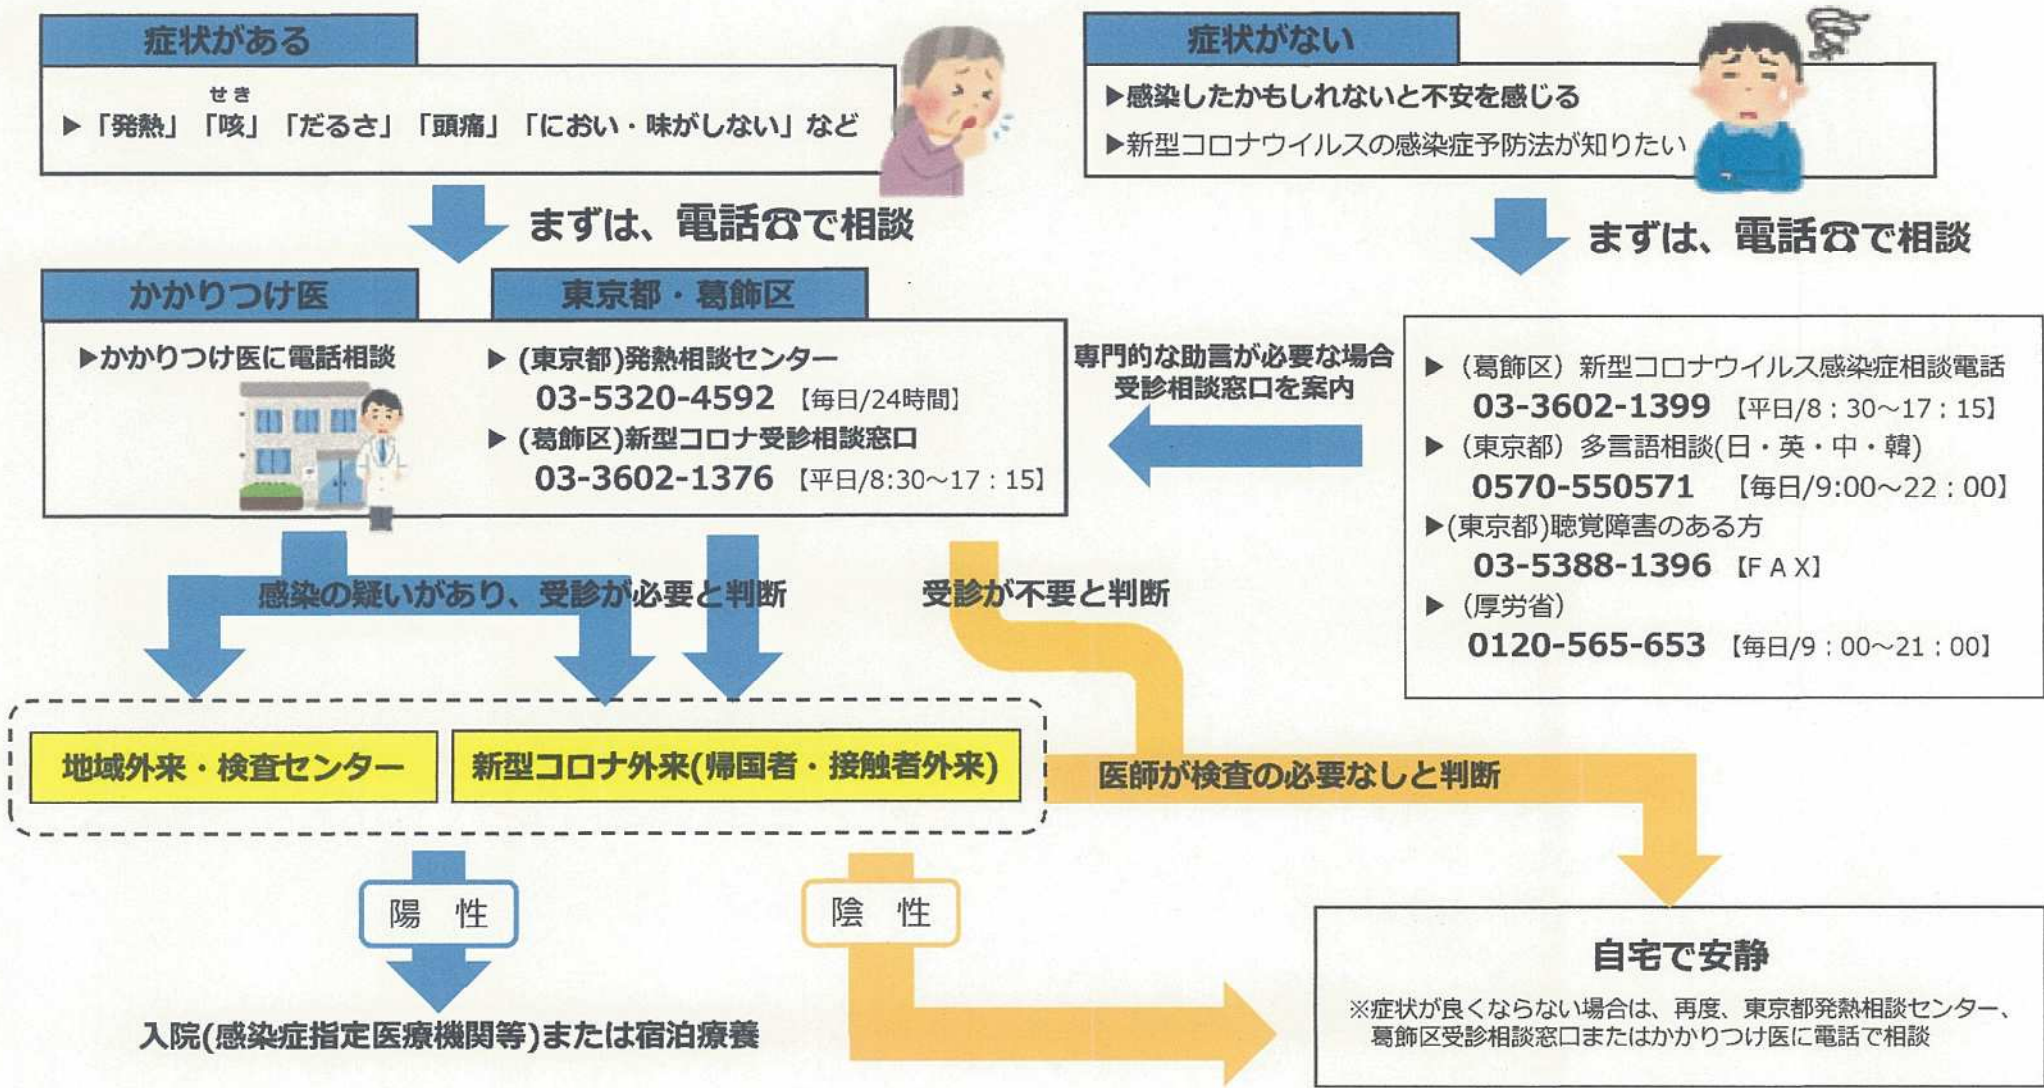 症状がある
せき
▶「発熱」「咳」「だるさ」「頭痛」「におい・味がしない」など
まずは、電話☎で相談
症状がない
▶感染したかもしれないと不安を感じる
▶新型コロナウイルスの感染症予防法が知りたい
まずは、電話☎で相談
かかりつけ医
▶かかりつけ医に電話相談
東京都・葛飾区
▶ (東京都)発熱相談センター
03-5320-4592 【毎日/24時間】
▶ (葛飾区)新型コロナ受診相談窓口
03-3602-1376 【平日/8:30～17：15】
専門的な助言が必要な場合
受診相談窓口を案内
▶ （葛飾区）新型コロナウイルス感染症相談電話
03-3602-1399 【平日/8：30～17：15】
▶ （東京都）多言語相談(日・英・中・韓)
0570-550571 【毎日/9:00～22：00】
▶(東京都)聴覚障害のある方
03-5388-1396 【ＦＡＸ】
▶ （厚労省）
0120-565-653 【毎日/9：00～21：00】
感染の疑いがあり、受診が必要と判断
受診が不要と判断
地域外来・検査センター
新型コロナ外来(帰国者・接触者外来)
医師が検査の必要なしと判断
陽 性
陰 性
入院(感染症指定医療機関等)または宿泊療養
自宅で安静
※症状が良くならない場合は、再度、東京都発熱相談センター、
葛飾区受診相談窓口またはかかりつけ医に電話で相談